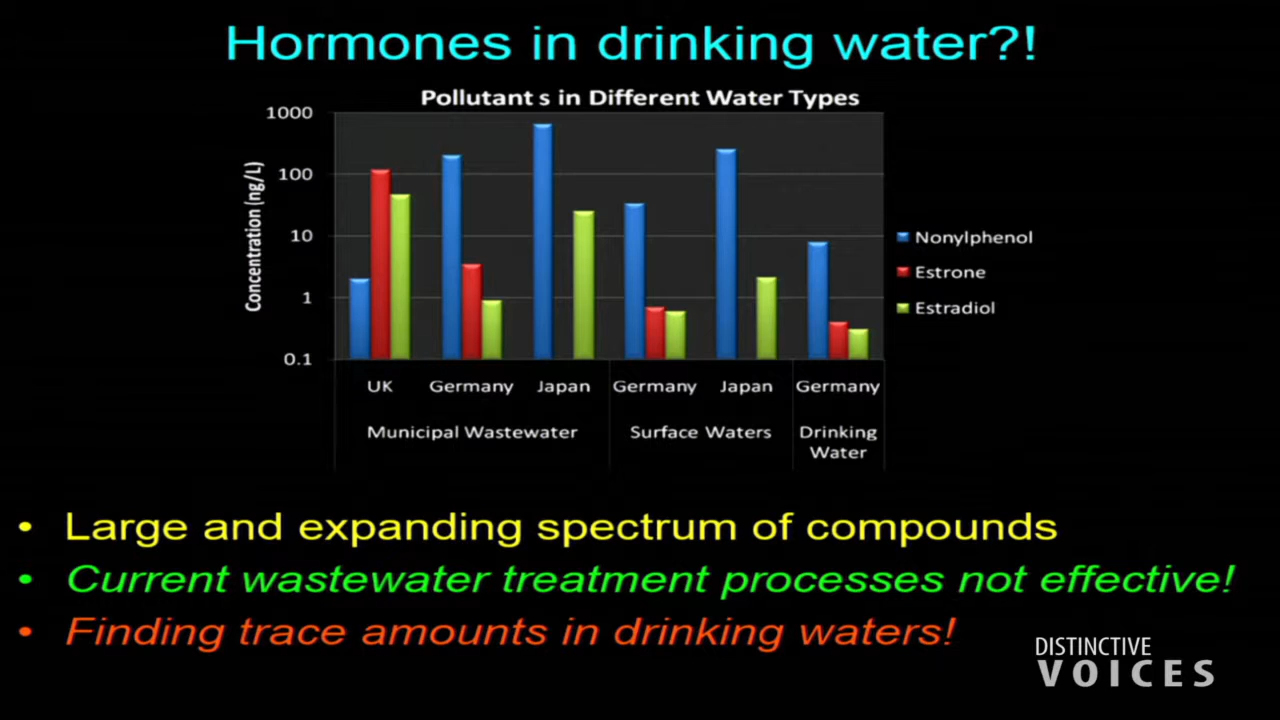 Hormones in drinking water?!
Pollutant s in Different Water Types
Concentration (ng/L)
1000
100
10
1
0.1
UK Germany Japan Germany Japan Germany
Municipal Wastewater Surface Waters Drinking
Water
Nonylphenol
Estrone
Estradiol
• Large and expanding spectrum of compounds
• Current wastewater treatment processes not effective!
• Finding trace amounts in drinking waters!
DISTINCTIVE
VOICES